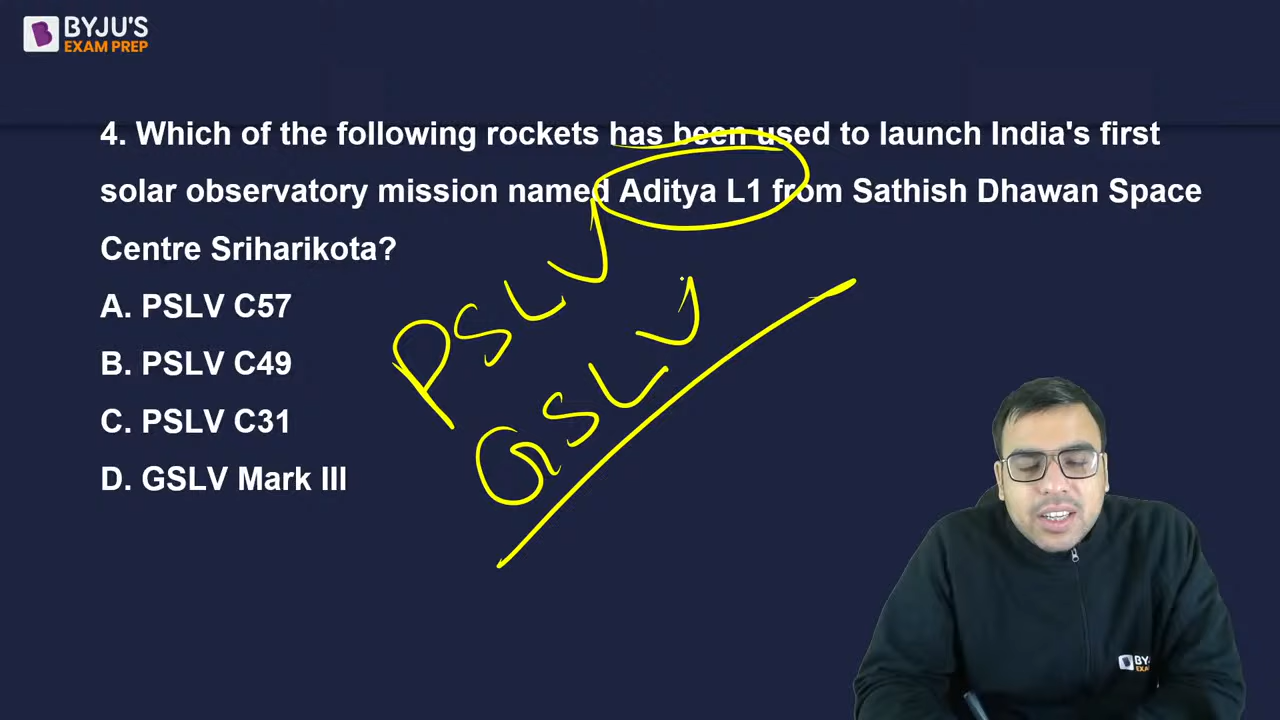 BYJU'S
EXAM PREP
4. Which of the following rockets has been used to launch India's first
solar observatory mission named Aditya L1 from Sathish Dhawan Space
Centre Sriharikota?
A. PSLV C57
B. PSLV C49
C. PSLV C31
D. GSLV Mark III
PSLV
GSLV